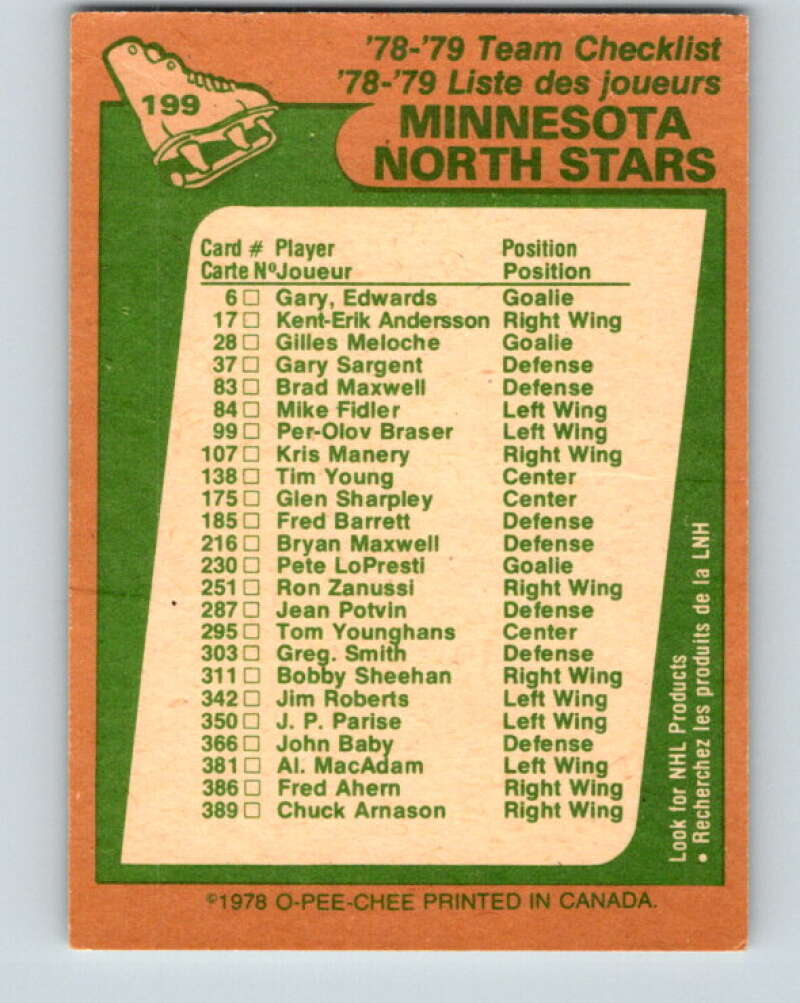 199
'78-'79 Team Checklist
'78-'79 Liste des joueurs
MINNESOTA
NORTH STARS
Card # Player Position
Carte Nº Joueur Position
6 □ Gary, Edwards Goalie
17 □ Kent-Erik Andersson Right Wing
28 □ Gilles Meloche Goalie
37 □ Gary Sargent Defense
83 □ Brad Maxwell Defense
84 □ Mike Fidler Left Wing
99 □ Per-Olov Braser Left Wing
107 □ Kris Manery Right Wing
138 □ Tim Young Center
175 □ Glen Sharpley Center
185 □ Fred Barrett Defense
216 □ Bryan Maxwell Defense
230 □ Pete LoPresti Goalie
251 □ Ron Zanussi Right Wing
287 □ Jean Potvin Defense
295 □ Tom Younghans Center
303 □ Greg. Smith Defense
311 □ Bobby Sheehan Right Wing
342 □ Jim Roberts Left Wing
350 □ J. P. Parise Left Wing
366 □ John Baby Defense
381 □ Al. MacAdam Left Wing
386 □ Fred Ahern Right Wing
389 □ Chuck Arnason Right Wing
Look for NHL Products
• Recherchez les produits de la LNH
©1978 O-PEE-CHEE PRINTED IN CANADA.